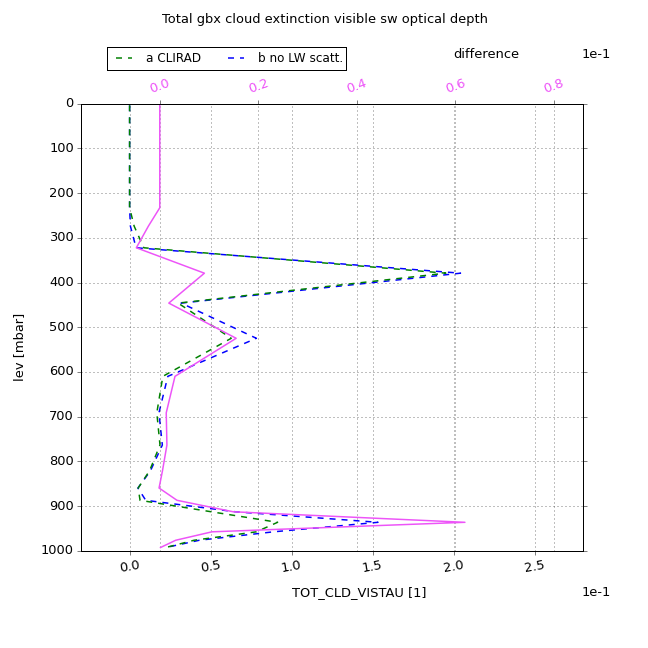 Total gbx cloud extinction visible sw optical depth
a CLIRAD
b no LW scatt.
difference
1e-1
0.0 0.2 0.4 0.6 0.8
0
100
200
300
400
500
600
700
800
900
1000
lev [mbar]
0.0 0.5 1.0 1.5 2.0 2.5
TOT_CLD_VISTAU [1]
1e-1